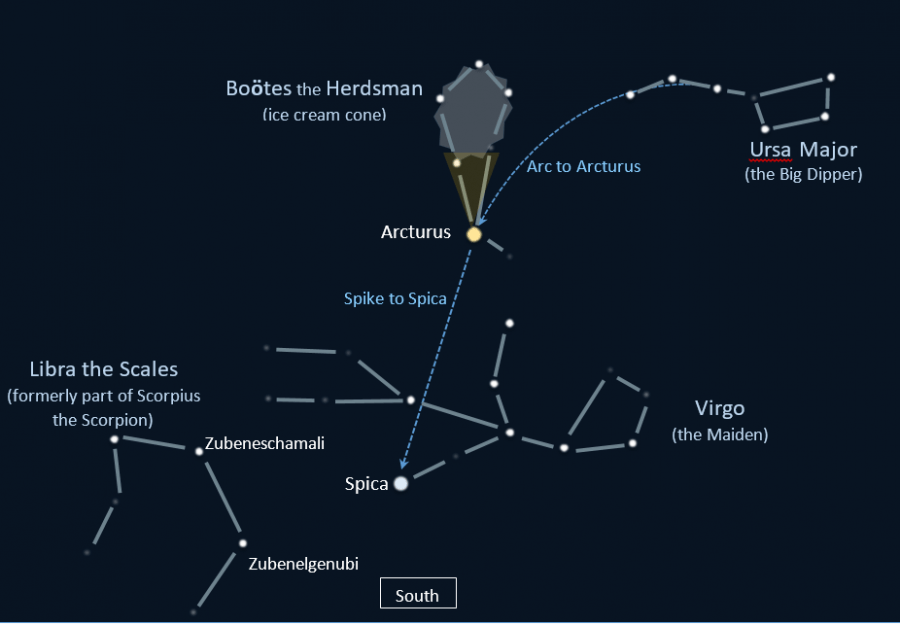 Boötes the Herdsman
(ice cream cone)
Ursa Major
(the Big Dipper)
Arc to Arcturus
Arcturus
Spike to Spica
Libra the Scales
(formerly part of Scorpius
the Scorpion)
Virgo
(the Maiden)
Zubeneschamali
Spica
Zubenelgenubi
South